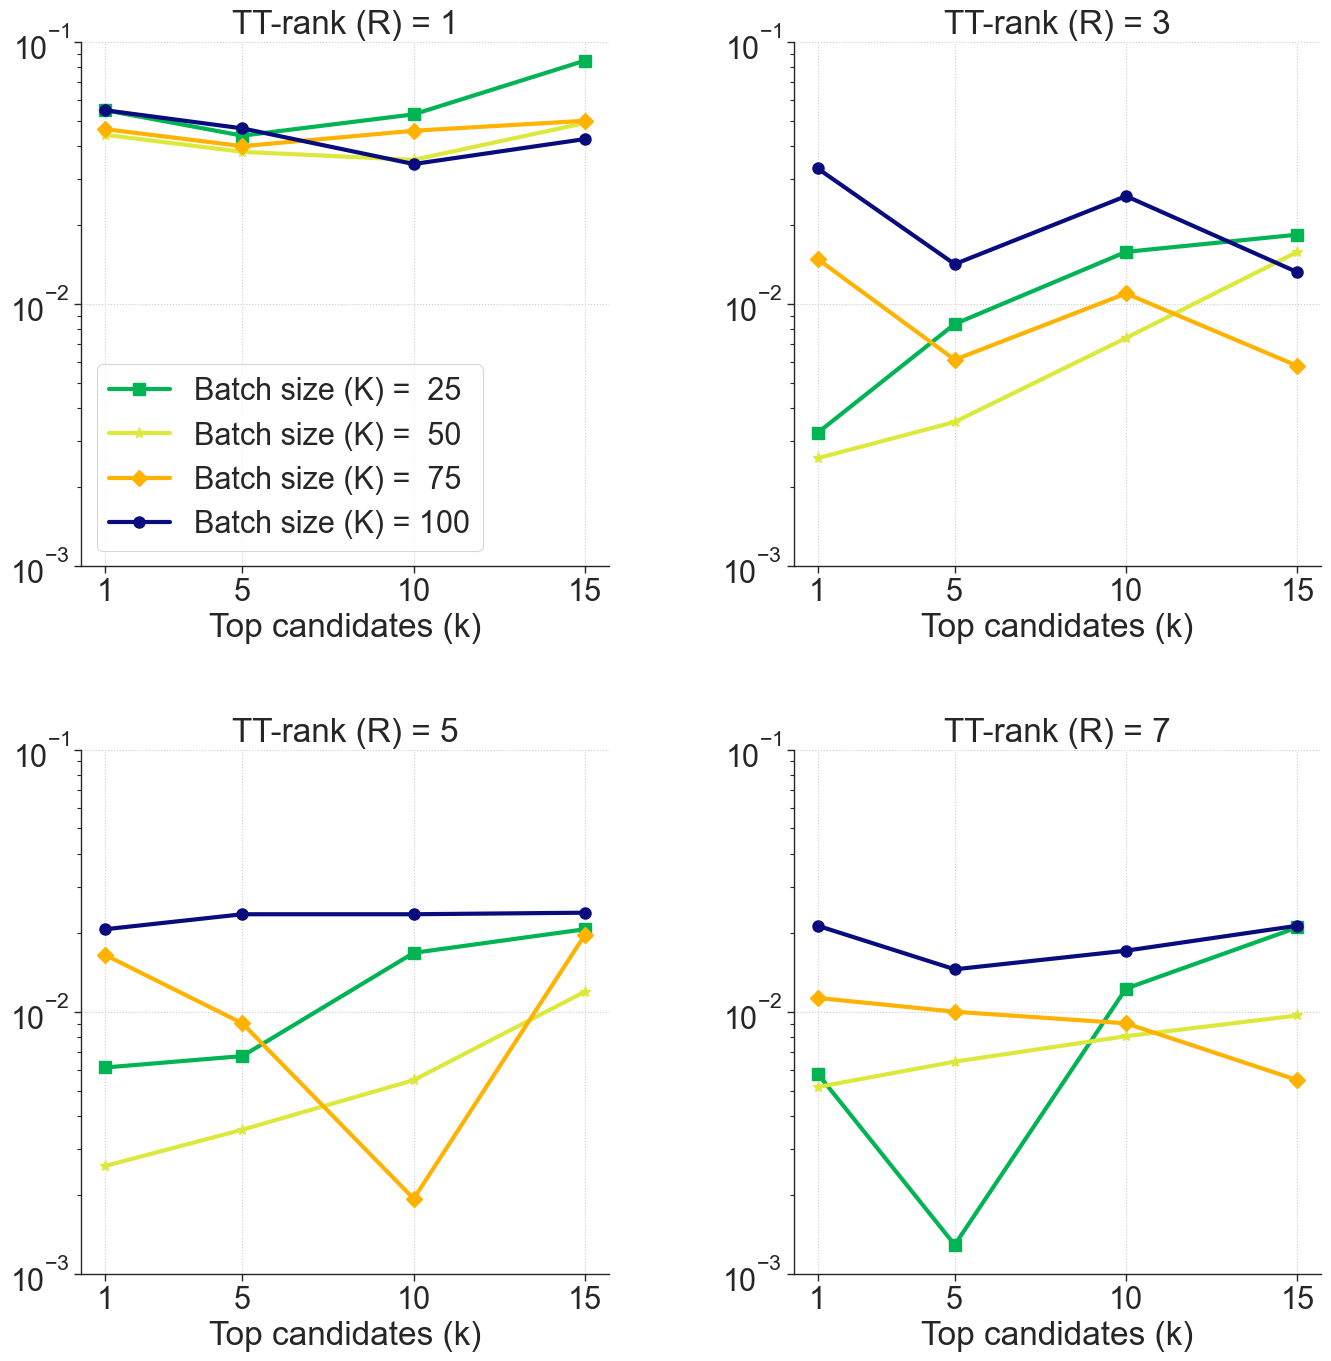 TT-rank (R) = 1
10⁻¹
10⁻²
10⁻³
Batch size (K) =  25
Batch size (K) =  50
Batch size (K) =  75
Batch size (K) = 100
1 5 10 15
Top candidates (k)
TT-rank (R) = 3
10⁻¹
10⁻²
10⁻³
1 5 10 15
Top candidates (k)
TT-rank (R) = 5
10⁻¹
10⁻²
10⁻³
1 5 10 15
Top candidates (k)
TT-rank (R) = 7
10⁻¹
10⁻²
10⁻³
1 5 10 15
Top candidates (k)